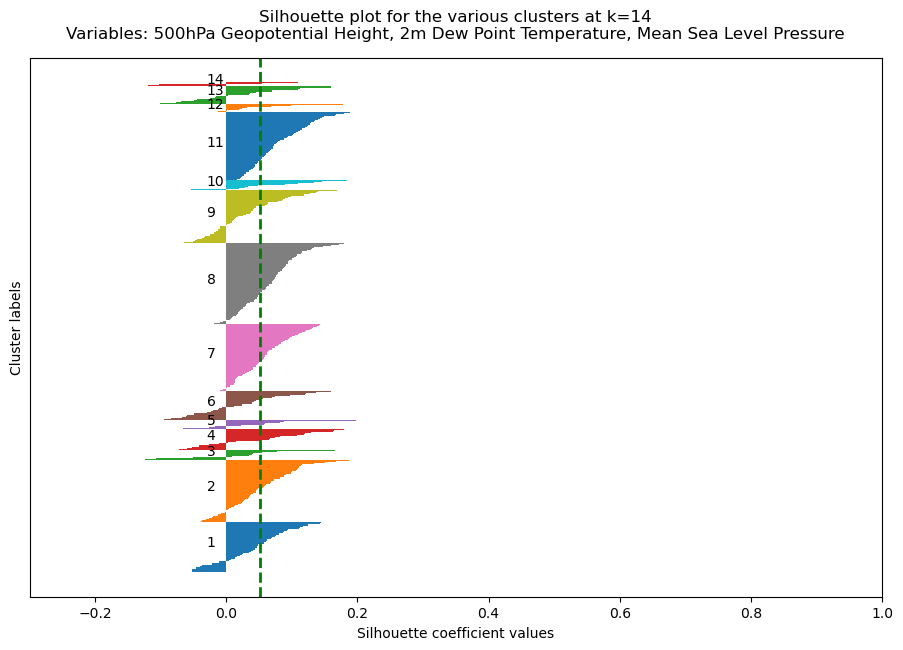 Silhouette plot for the various clusters at k=14
Variables: 500hPa Geopotential Height, 2m Dew Point Temperature, Mean Sea Level Pressure
14
13
12
11
10
9
8
7
6
5
4
3
2
1
Cluster labels
−0.2 0.0 0.2 0.4 0.6 0.8 1.0
Silhouette coefficient values